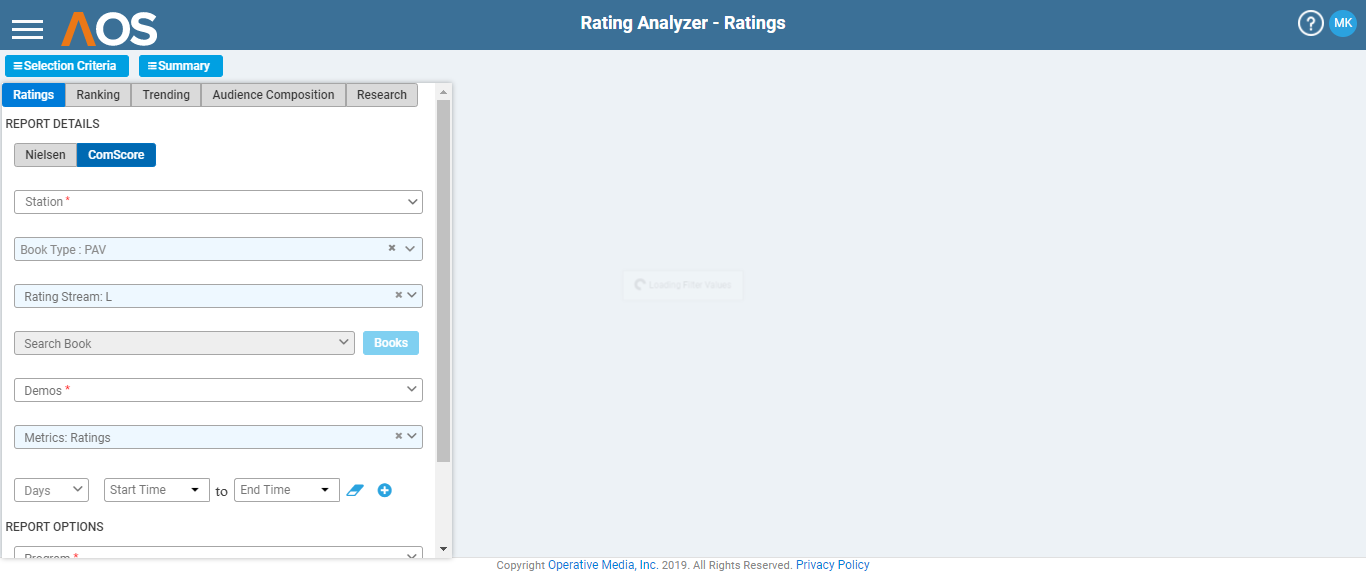 AOS
Rating Analyzer - Ratings
? MK
Selection Criteria Summary
Ratings Ranking Trending Audience Composition Research
REPORT DETAILS
Nielsen ComScore
Station *
Book Type : PAV
Rating Stream: L
Loading Filter Values
Search Book Books
Demos *
Metrics: Ratings
Days Start Time to End Time
REPORT OPTIONS
Program *
Copyright Operative Media, Inc. 2019. All Rights Reserved. Privacy Policy